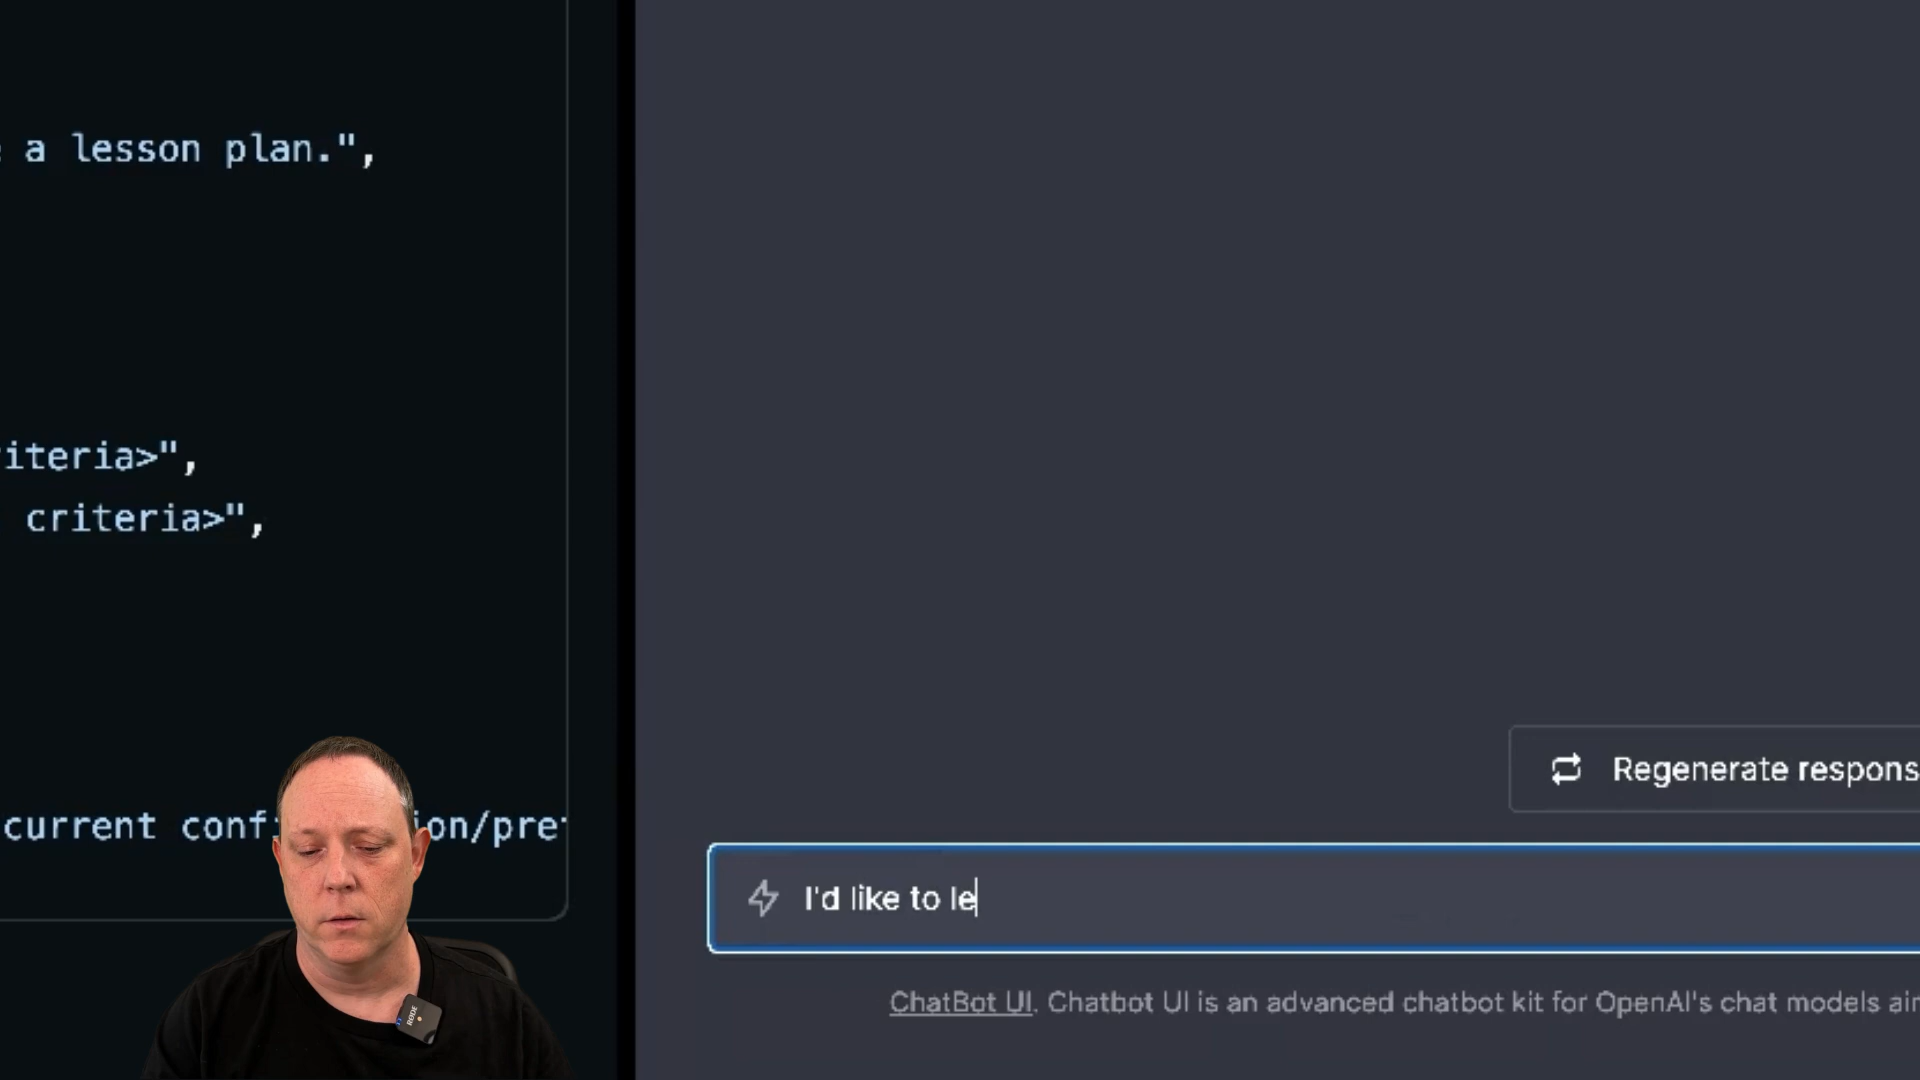 a lesson plan.",
iteria>",
criteria>",
current conf
ion/pre
Regenerate respons
I'd like to le
ChatBot UI. Chatbot UI is an advanced chatbot kit for OpenAI's chat models ai
RØDE